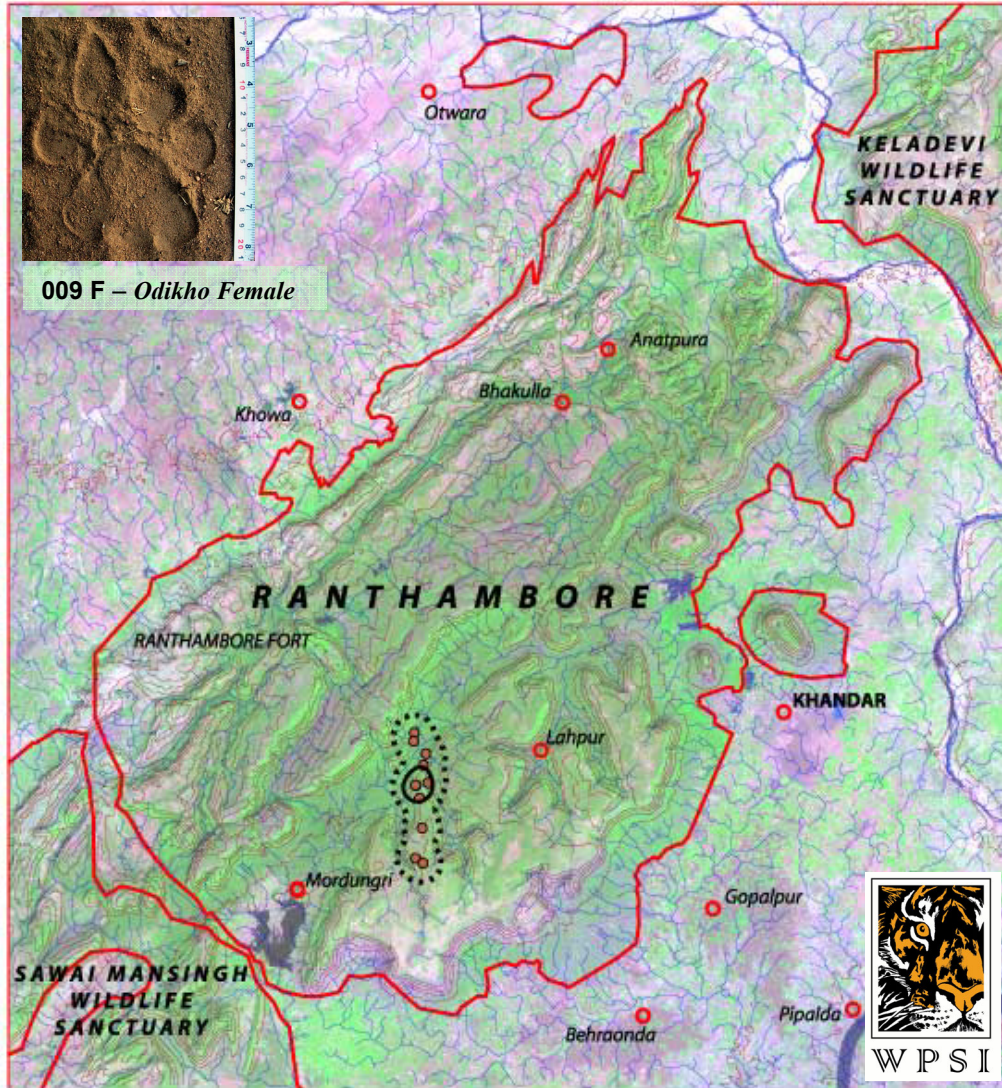 009 F – Odikho Female
Otwara
KELADEVI
WILDLIFE
SANCTUARY
Anatpura
Bhakulla
Khowa
RANTHAMBORE
RANTHAMBORE FORT
KHANDAR
Lahpur
Mordungri
Gopalpur
SAWAI MANSINGH
WILDLIFE
SANCTUARY
Behraonda
Pipalda
WPSI